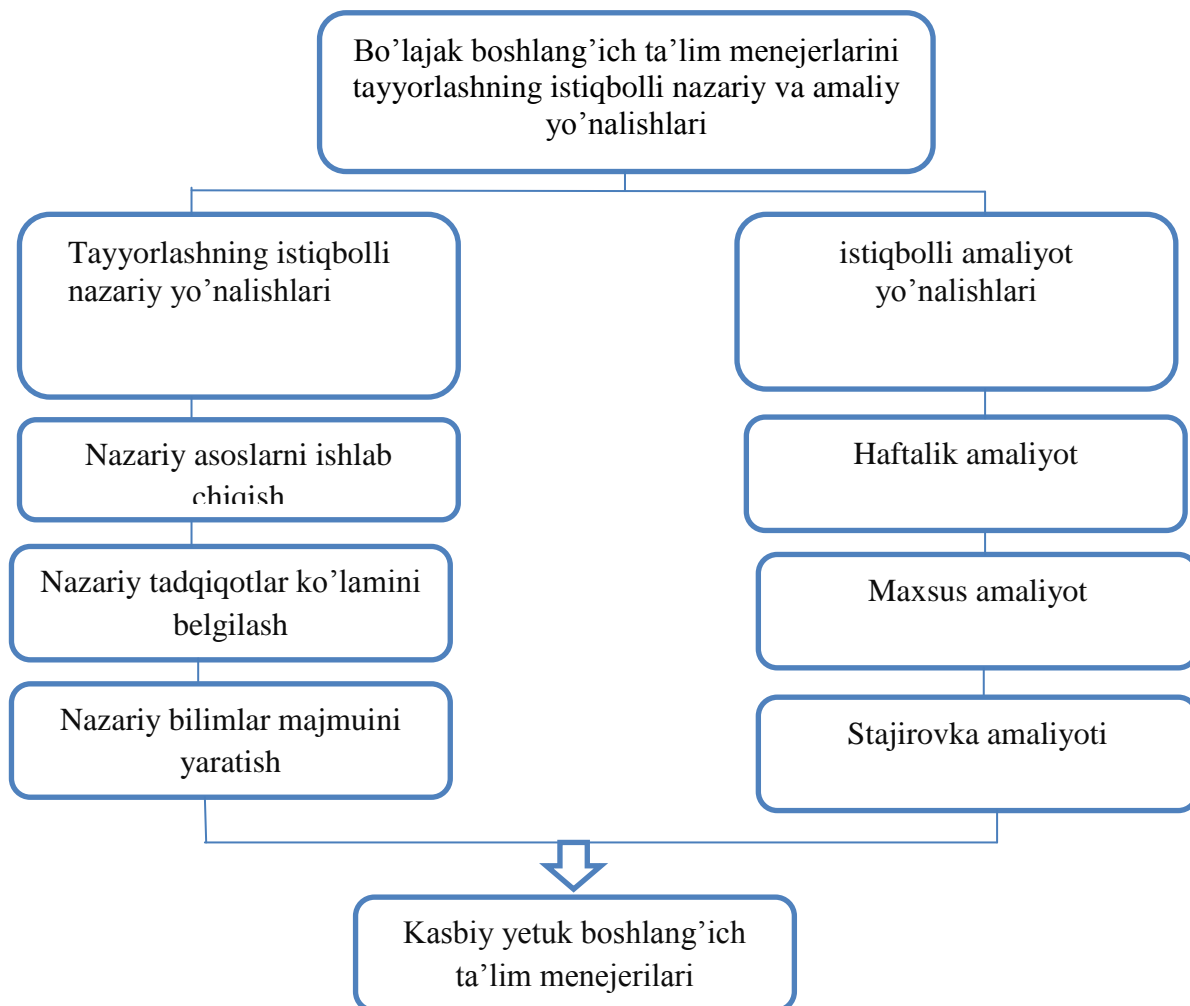 Bo’lajak boshlang’ich ta’lim menejerlarini
tayyorlashning istiqbolli nazariy va amaliy
yo’nalishlari
Tayyorlashning istiqbolli
nazariy yo’nalishlari
istiqbolli amaliyot
yo’nalishlari
Nazariy asoslarni ishlab
chiqish
Haftalik amaliyot
Nazariy tadqiqotlar ko’lamini
belgilash
Maxsus amaliyot
Nazariy bilimlar majmuini
yaratish
Stajirovka amaliyoti
Kasbiy yetuk boshlang’ich
ta’lim menejerilari